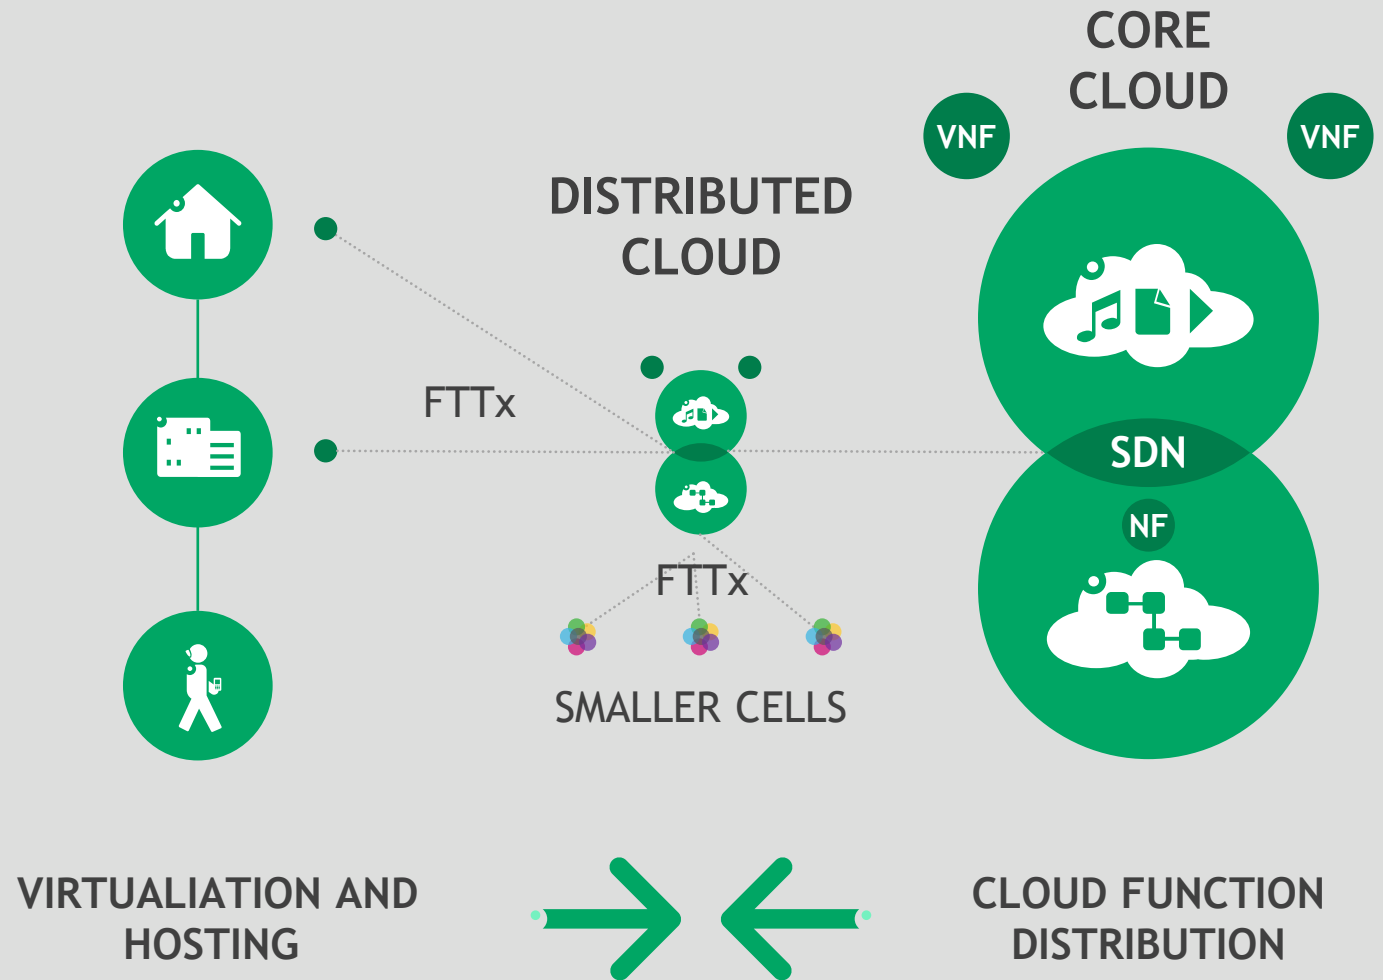 CORE
CLOUD
VNF
VNF
DISTRIBUTED
CLOUD
FTTx
SDN
NF
FTTx
SMALLER CELLS
VIRTUALIATION AND
HOSTING
CLOUD FUNCTION
DISTRIBUTION